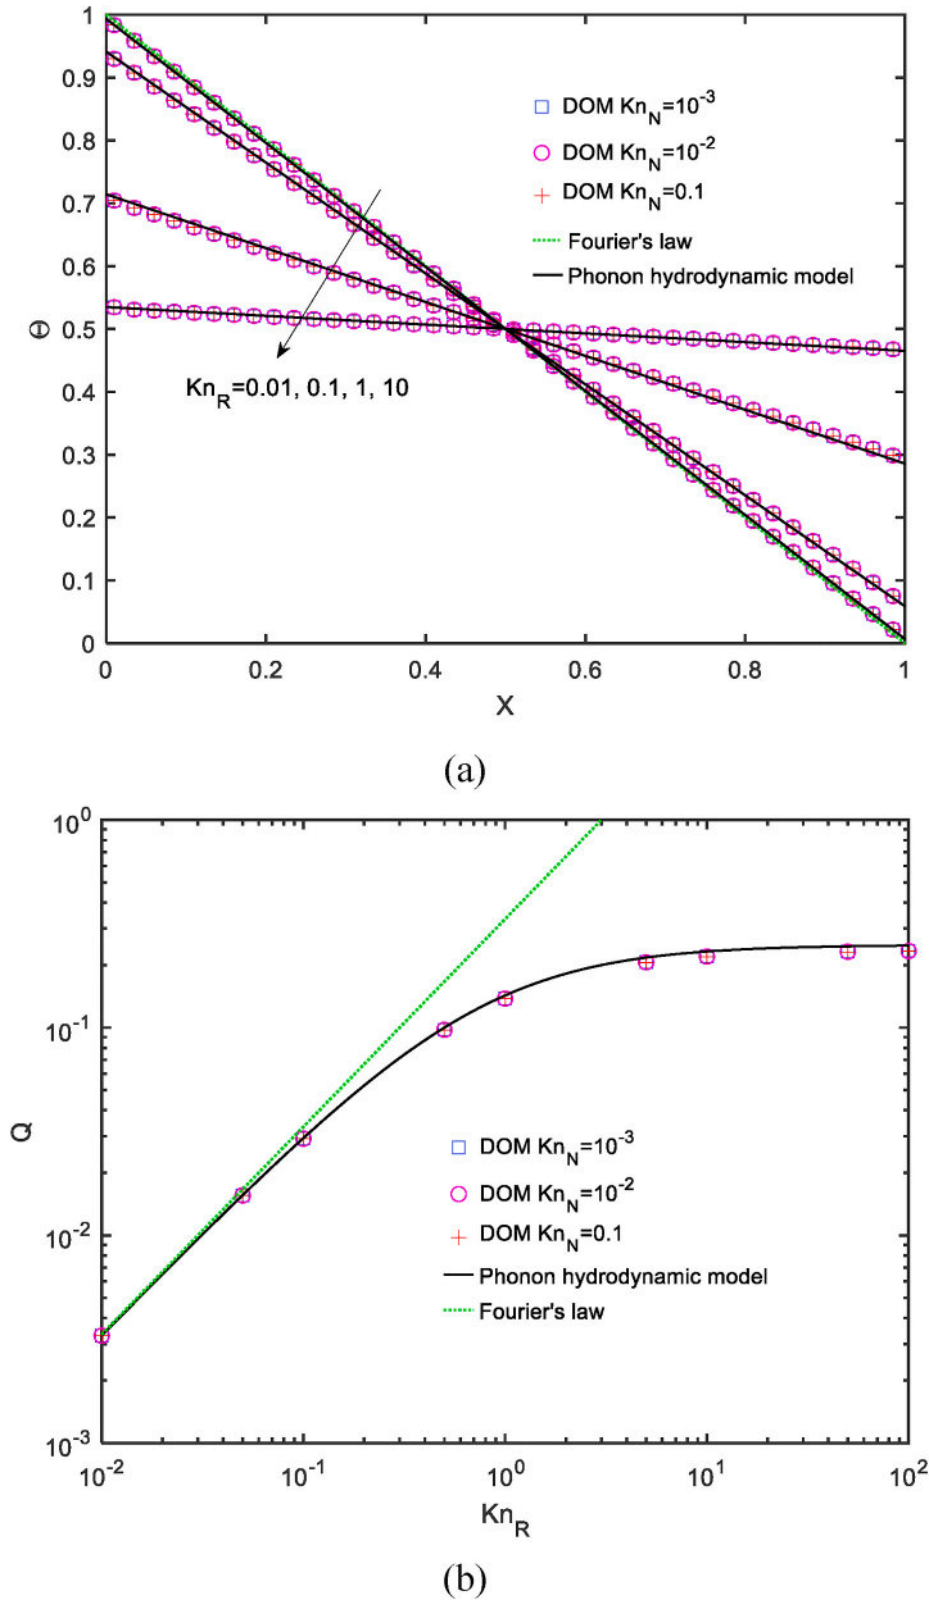 1
0.9
0.8
0.7
0.6
0.5
0.4
0.3
0.2
0.1
0
Θ
DOM Kn_N=10^-3
DOM Kn_N=10^-2
DOM Kn_N=0.1
Fourier's law
Phonon hydrodynamic model
Kn_R=0.01, 0.1, 1, 10
0 0.2 0.4 0.6 0.8 1
X
(a)
10^0
10^-1
10^-2
10^-3
Q
DOM Kn_N=10^-3
DOM Kn_N=10^-2
DOM Kn_N=0.1
Phonon hydrodynamic model
Fourier's law
10^-2 10^-1 10^0 10^1 10^2
Kn_R
(b)